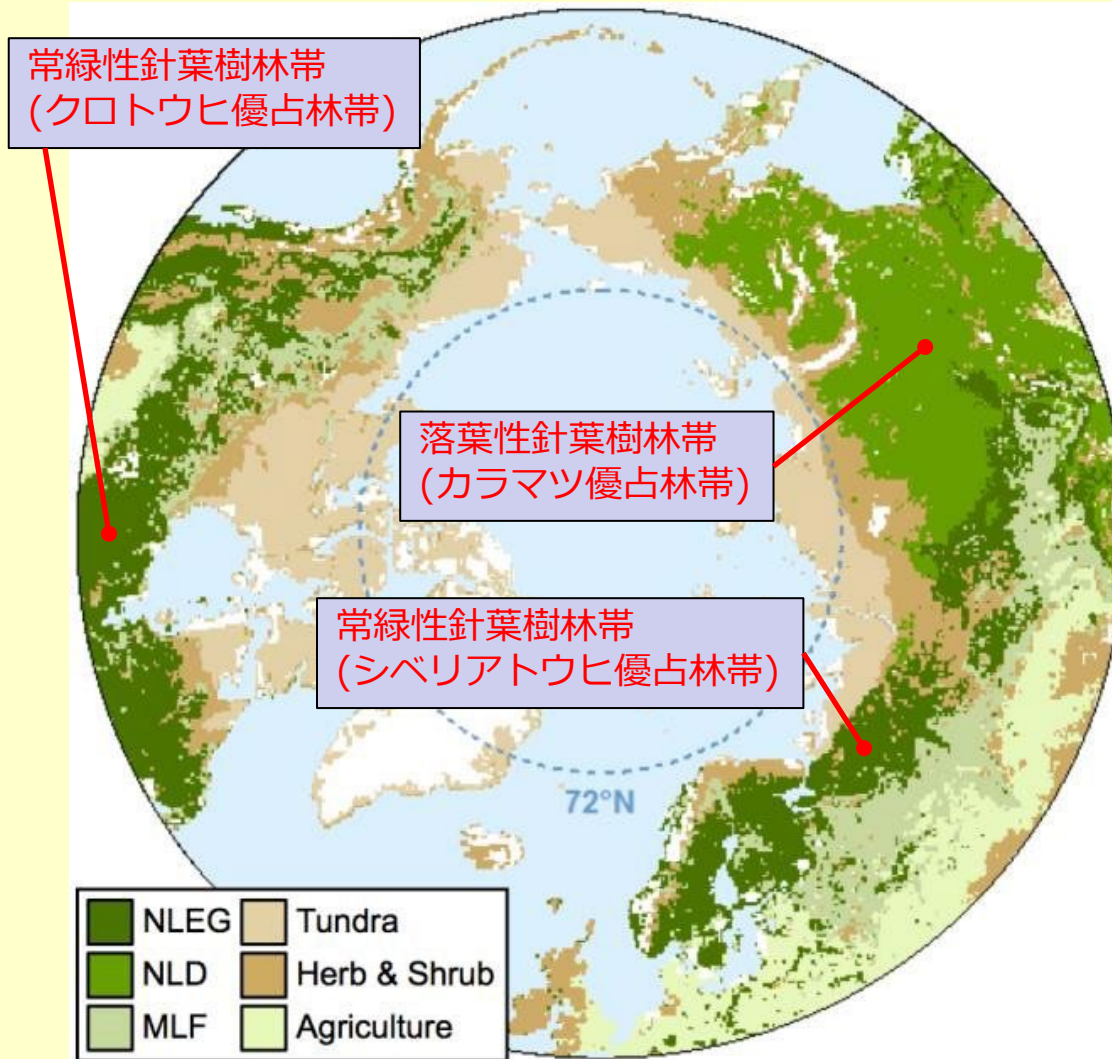 常緑性針葉樹林帯
(クロトウヒ優占林帯)
落葉性針葉樹林帯
(カラマツ優占林帯)
常緑性針葉樹林帯
(シベリアトウヒ優占林帯)
72°N
NLEG
Tundra
NLD
Herb & Shrub
MLF
Agriculture